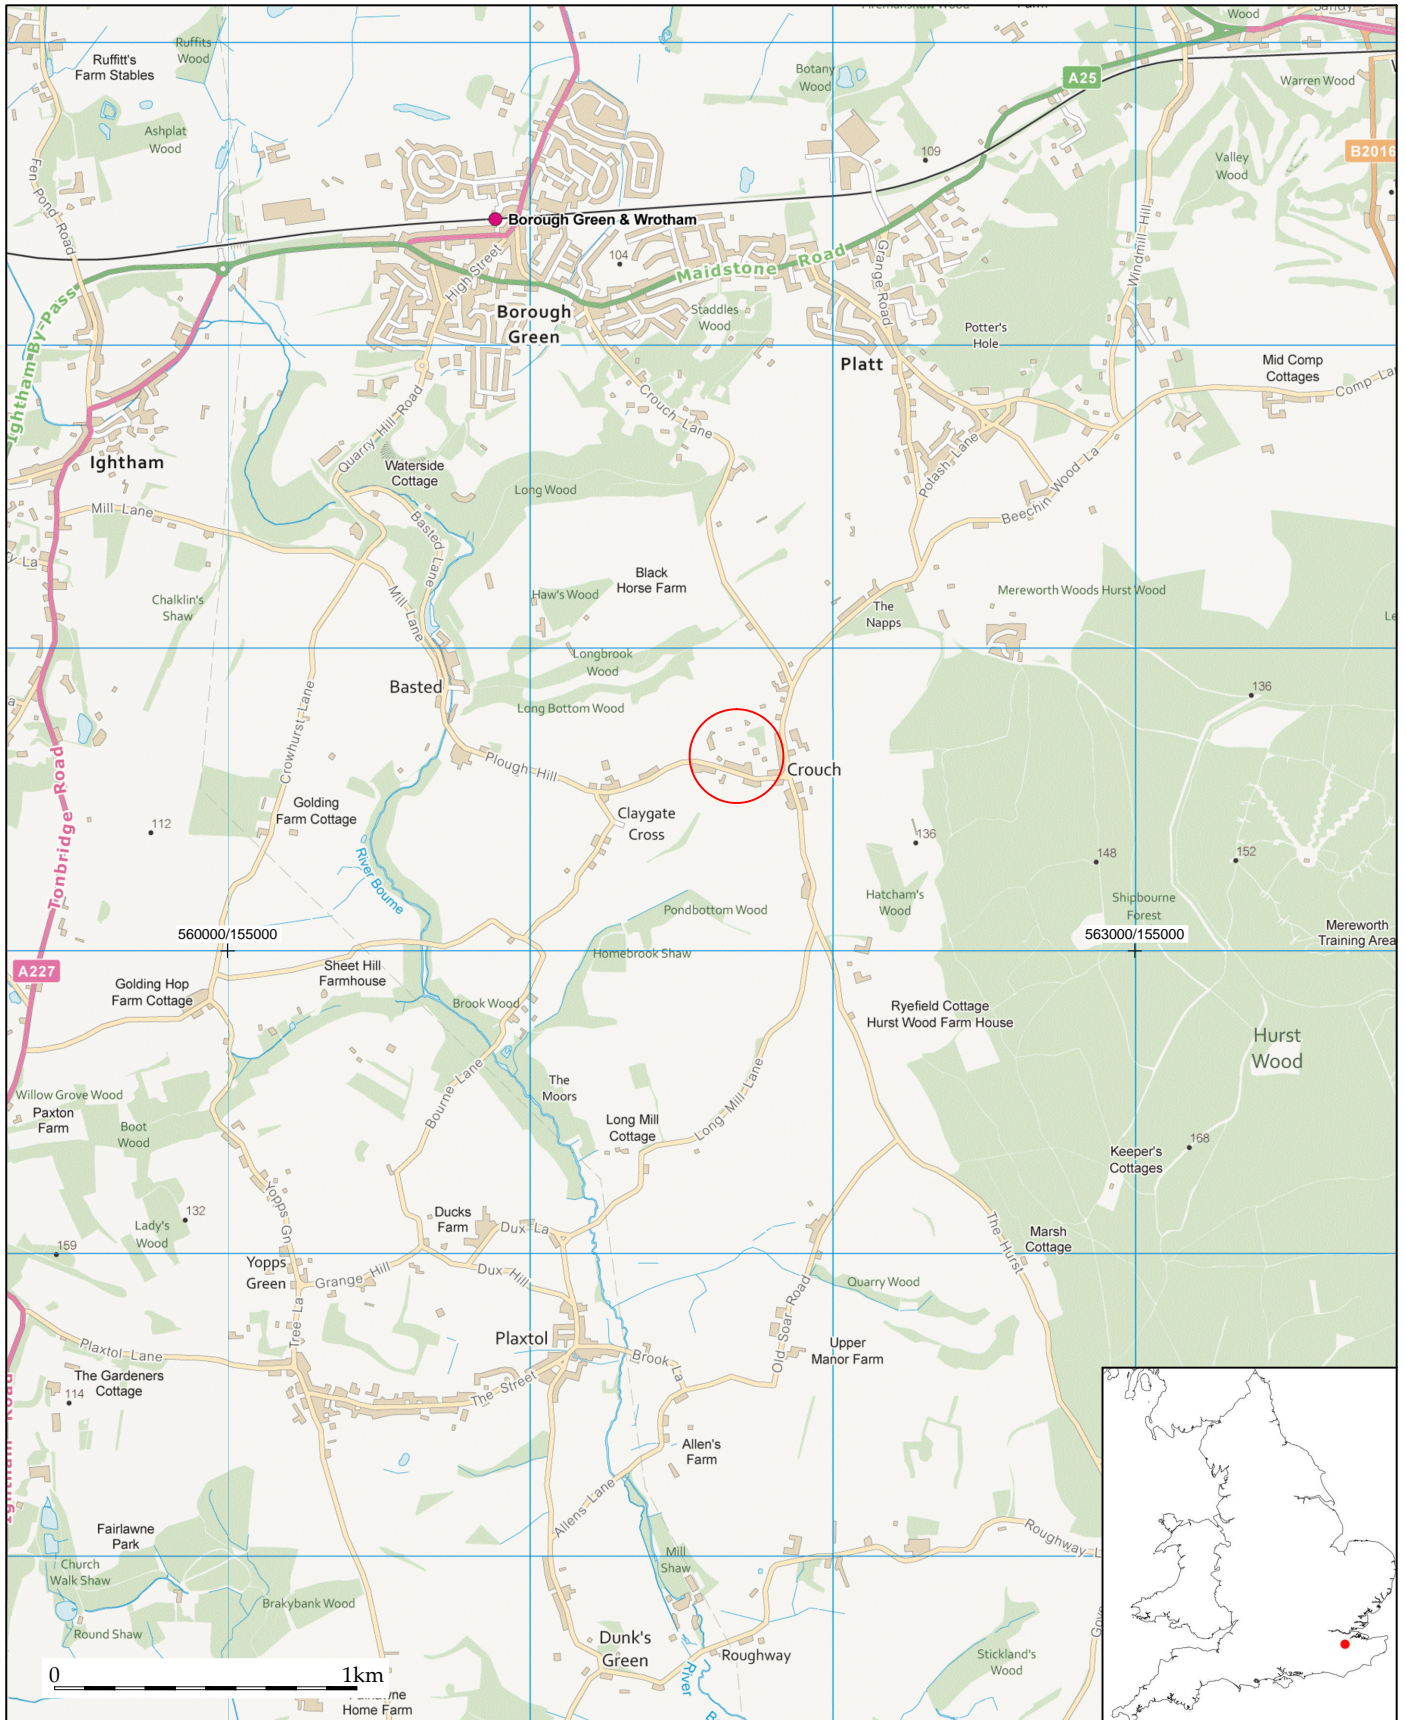 Wood
Ruffits
Wood
Ruffitt's
Farm Stables
Botany
Wood
A25
Warren Wood
Ashplat
Wood
B2016
109
Valley
Wood
Fen Pond Road
Borough Green & Wrotham
Windmill Hill
104
Maidstone Road
Grange Road
High Street
Ightham By-Pass
Borough
Green
Staddles
Wood
Potter's
Hole
Platt
Mid Comp
Cottages
Crouch Lane
Quarry Hill Road
Ightham
Waterside
Cottage
Potash Lane
Long Wood
Beechin Wood La
Mill Lane
Basted Lane
Black
Horse Farm
Haw's Wood
Mereworth Woods Hurst Wood
Chalklin's
Shaw
Mill Lane
The
Napps
Longbrook
Wood
Basted
136
Long Bottom Wood
Crowhurst Lane
Plough Hill
Crouch
Tonbridge Road
Golding
Farm Cottage
Claygate
Cross
112
136
148
152
River Bourne
Hatcham's
Wood
Shipbourne
Forest
Pondbottom Wood
560000/155000
563000/155000
Mereworth
Training Area
Homebrook Shaw
A227
Sheet Hill
Farmhouse
Golding Hop
Farm Cottage
Brook Wood
Ryefield Cottage
Hurst Wood Farm House
Hurst
Wood
Willow Grove Wood
Paxton
Farm
The
Moors
Bourne Lane
Long Mill Lane
Boot
Wood
Long Mill
Cottage
168
Keeper's
Cottages
Yopps Gn
132
Ducks
Farm
Dux La
Lady's
Wood
The Hurst
Marsh
Cottage
159
Yopps
Green
Grange Hill
Dux Hill
Quarry Wood
Tree La
Old Soar Road
Plaxtol
Upper
Manor Farm
Plaxtol Lane
Brook La
The Gardeners
Cottage
114
The Street
Allen's
Farm
Allens Lane
Fairlawne
Park
Roughway
Church
Walk Shaw
Mill
Shaw
Brakybank Wood
Round Shaw
Dunk's
Green
Roughway
Stickland's
Wood
0 1km
River
Home Farm